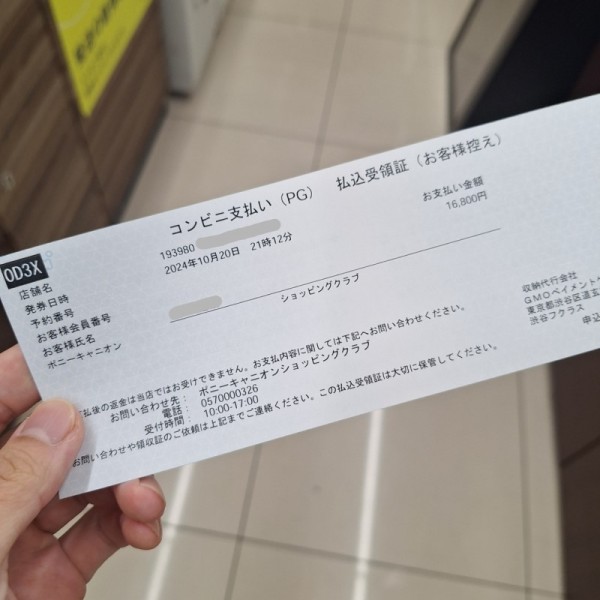 コンビニ支払い（PG）　払込受領証（お客様控え）
お支払い金額
16,800円
OD3X
193980
2024年10月20日　21時12分
店舗名
発券日時
予約番号
お客様会員番号
お客様氏名
ポニーキャニオン
ショッピングクラブ
払後の返金は当店ではお受けできません。お支払内容に関しては下記へお問い合わせください。
お問い合わせ先： ポニーキャニオンショッピングクラブ
電話： 0570000326
受付時間： 10:00-17:00
お問い合わせや領収証のご依頼は上記までご連絡ください。この払込受領証は大切に保管してください。
収納代行会社
GMOペイメントゲ
東京都渋谷区道玄
渋谷フクラス
申込